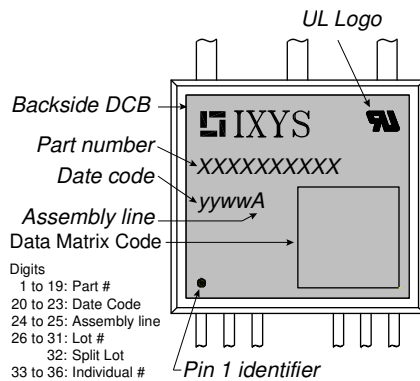 UL Logo
Backside DCB
IXYS
Part number
XXXXXXXXXX
Date code
yywwA
Assembly line
Data Matrix Code
Digits
1 to 19: Part #
20 to 23: Date Code
24 to 25: Assembly line
26 to 31: Lot #
32: Split Lot
33 to 36: Individual #
Pin 1 identifier